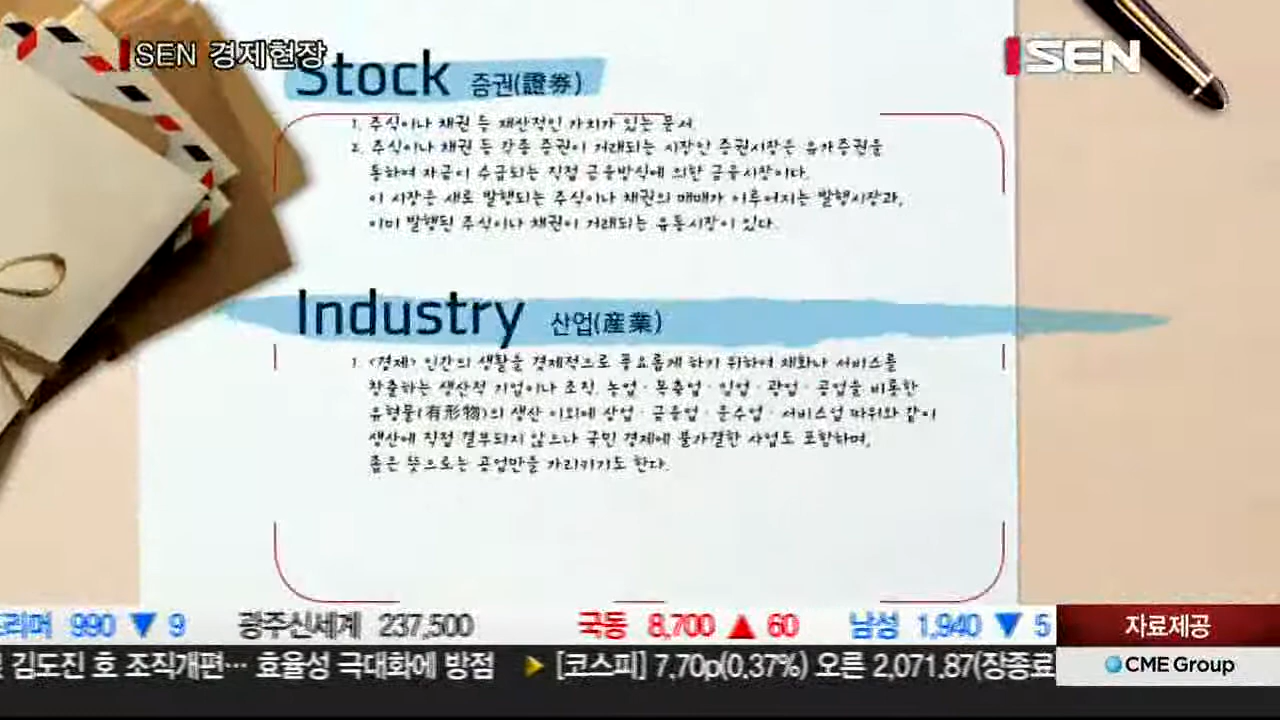 SEN 경제현장
SEN
Stock 증권(證券)
1. 주식이나 채권 등 재산적인 가치가 있는 문서.
2. 주식이나 채권 등 각종 증권이 거래되는 시장인 증권시장은 유가증권을
통하여 자금이 수급되는 직접 금융방식에 의한 금융시장이다.
이 시장은 새로 발행되는 주식이나 채권의 매매가 이루어지는 발행시장과,
이미 발행된 주식이나 채권이 거래되는 유통시장이 있다.
Industry 산업(産業)
1. <경제> 인간의 생활을 경제적으로 풍요롭게 하기 위하여 재화나 서비스를
창출하는 생산적 기업이나 조직. 농업·목축업·임업·광업·공업을 비롯한
유형물(有形物)의 생산 이외에 상업·금융업·운수업·서비스업 따위와 같이
생산에 직접 결부되지 않으나 국민 경제에 불가결한 사업도 포함하며,
좁은 뜻으로는 공업만을 가리키기도 한다.
990 ▼ 9 광주신세계 237,500 국동 8,700 ▲ 60 남성 1,940 ▼ 5 자료제공
김도진 호 조직개편… 효율성 극대화에 방점 ▶ [코스피] 7.70p(0.37%) 오른 2,071.87(장종료 CME Group